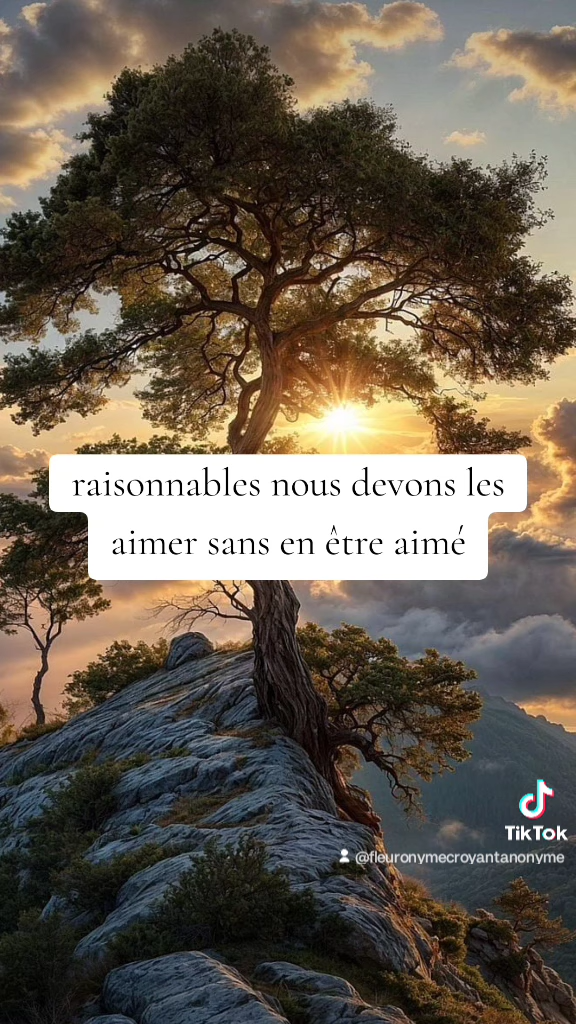 raisonnables nous devons les
aimer sans en être aimé
TikTok
@fleuronymecroyantanonyme